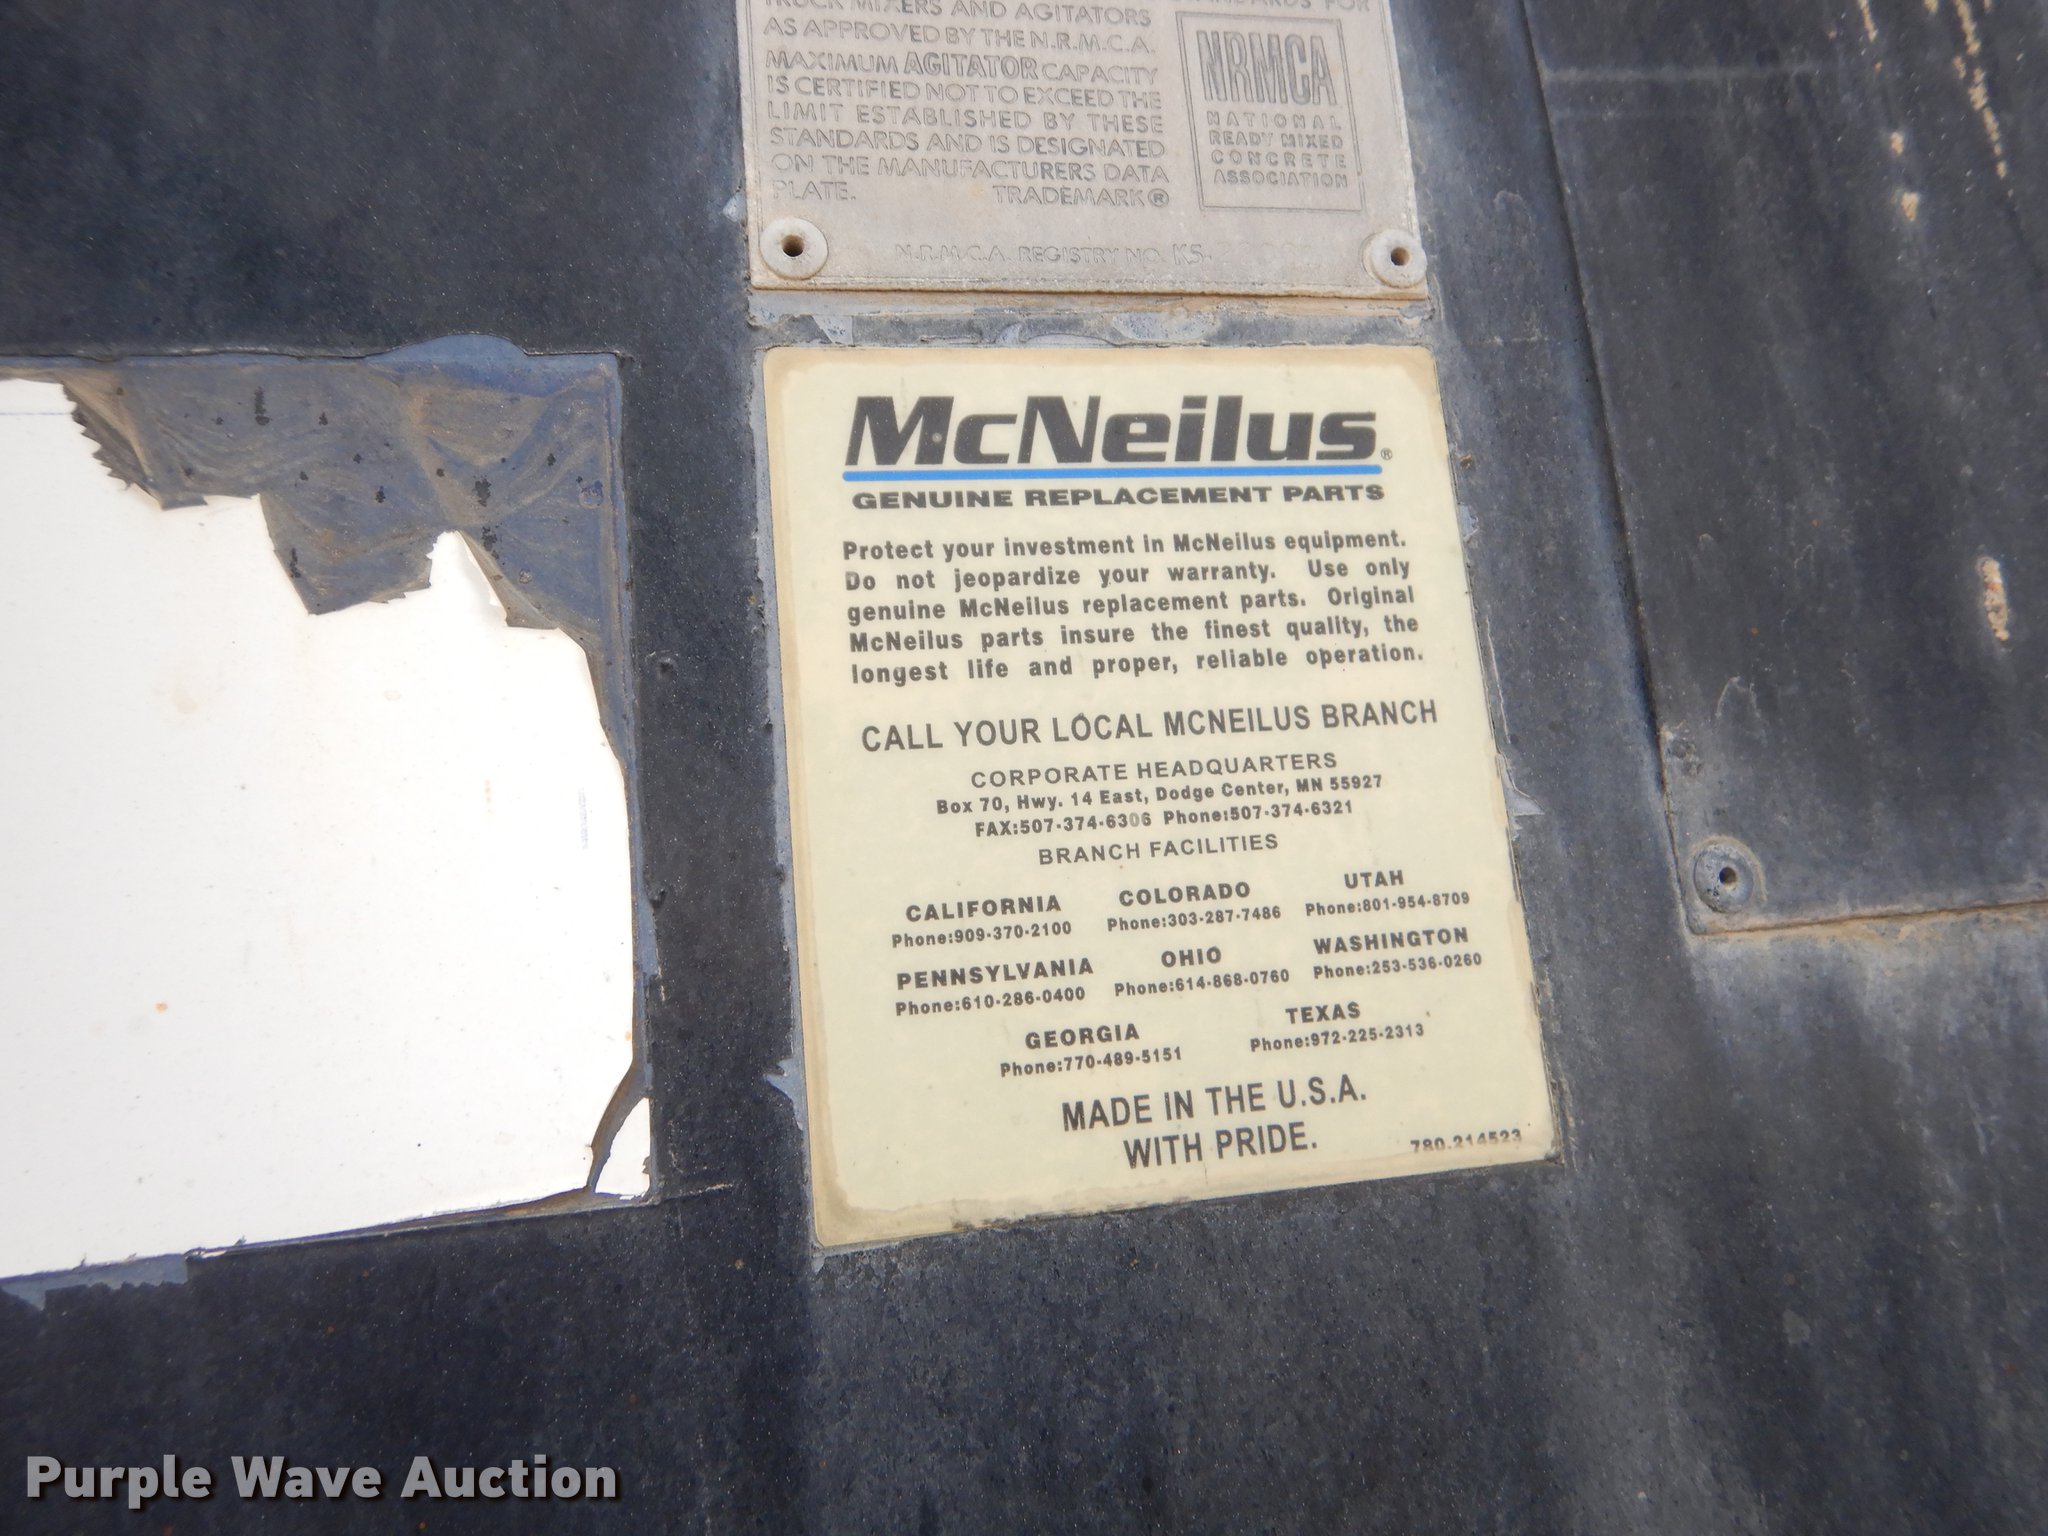 STANDARDS FOR
TRUCK MIXERS AND AGITATORS
AS APPROVED BY THE N.R.M.C.A.
MAXIMUM AGITATOR CAPACITY
IS CERTIFIED NOT TO EXCEED THE
LIMIT ESTABLISHED BY THESE
STANDARDS AND IS DESIGNATED
ON THE MANUFACTURERS DATA
PLATE. TRADEMARK®
NRMCA
NATIONAL
READY MIXED
CONCRETE
ASSOCIATION
N.R.M.C.A. REGISTRY NO. K5-
McNeilus®
GENUINE REPLACEMENT PARTS
Protect your investment in McNeilus equipment.
Do not jeopardize your warranty. Use only
genuine McNeilus replacement parts. Original
McNeilus parts insure the finest quality, the
longest life and proper, reliable operation.
CALL YOUR LOCAL MCNEILUS BRANCH
CORPORATE HEADQUARTERS
Box 70, Hwy. 14 East, Dodge Center, MN 55927
FAX:507-374-6306 Phone:507-374-6321
BRANCH FACILITIES
CALIFORNIA COLORADO UTAH
Phone:909-370-2100 Phone:303-287-7486 Phone:801-954-8709
PENNSYLVANIA OHIO WASHINGTON
Phone:610-286-0400 Phone:614-868-0760 Phone:253-536-0260
GEORGIA TEXAS
Phone:770-489-5151 Phone:972-225-2313
MADE IN THE U.S.A.
WITH PRIDE.
780.214523
Purple Wave Auction